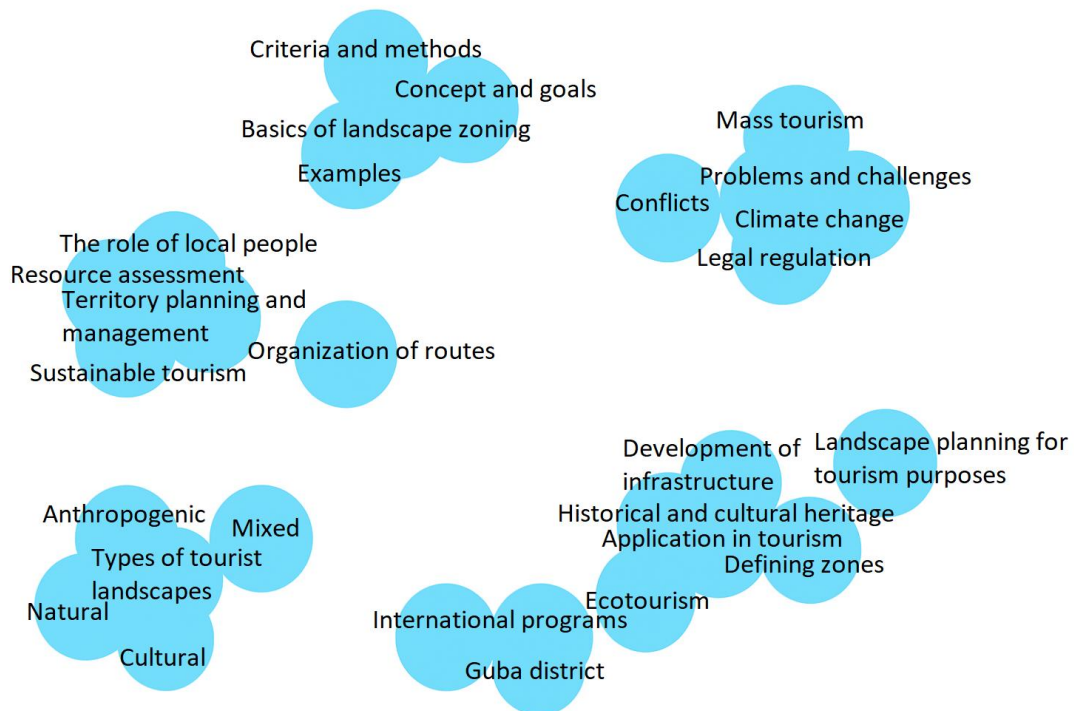 Criteria and methods
Concept and goals
Basics of landscape zoning
Examples
Mass tourism
Problems and challenges
Conflicts
Climate change
Legal regulation
The role of local people
Resource assessment
Territory planning and
management
Sustainable tourism
Organization of routes
Development of
infrastructure
Landscape planning for
tourism purposes
Historical and cultural heritage
Application in tourism
Defining zones
Ecotourism
Anthropogenic
Mixed
Types of tourist
landscapes
Natural
Cultural
International programs
Guba district